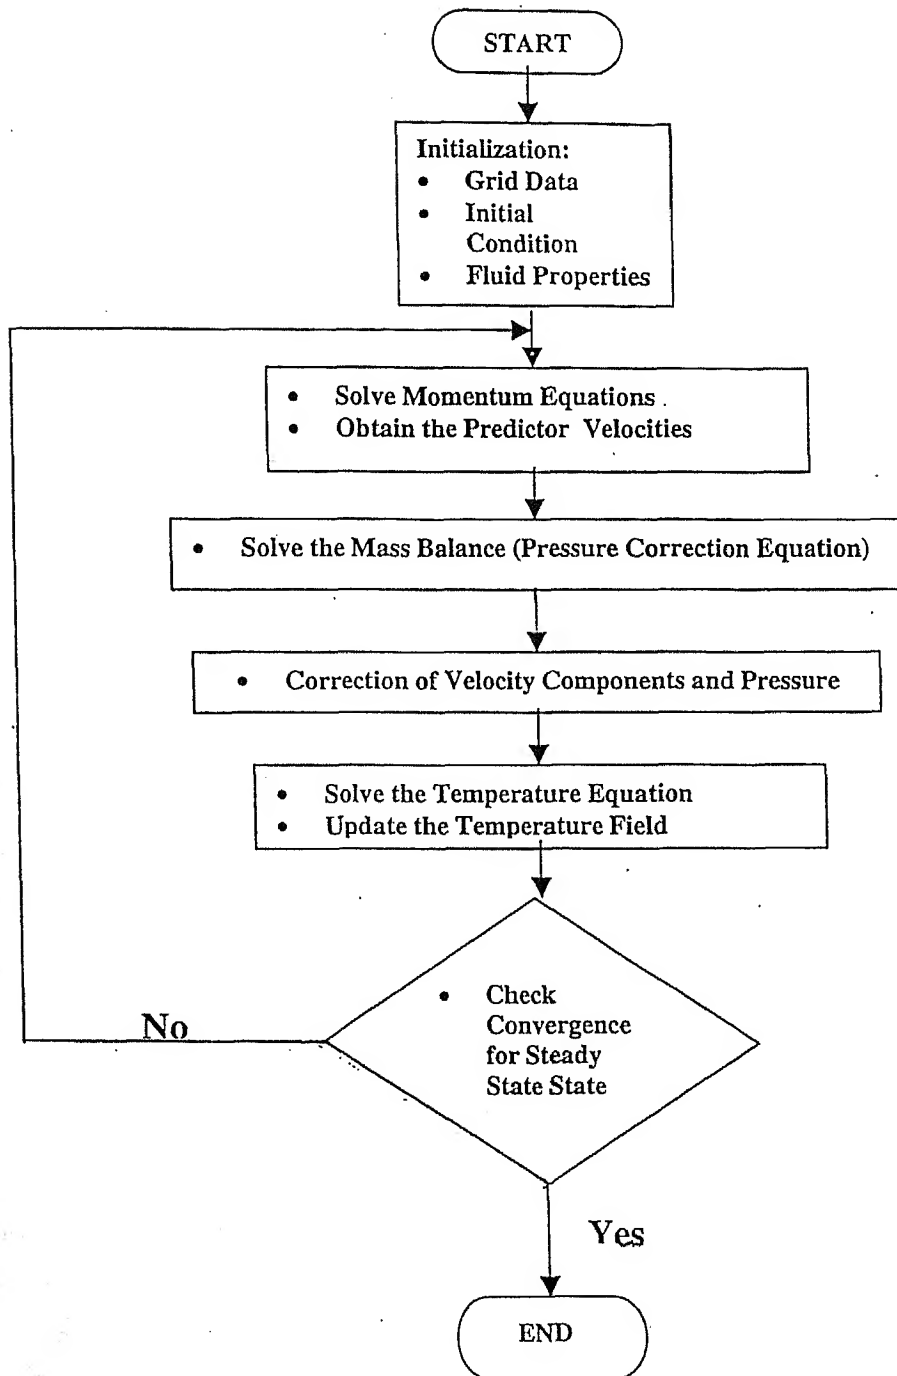 START
Initialization:
• Grid Data
• Initial
Condition
• Fluid Properties
• Solve Momentum Equations .
• Obtain the Predictor Velocities
• Solve the Mass Balance (Pressure Correction Equation)
• Correction of Velocity Components and Pressure
• Solve the Temperature Equation
• Update the Temperature Field
• Check
Convergence
for Steady
State State
No
Yes
END